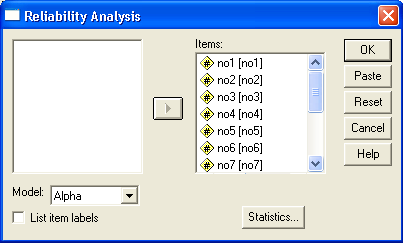 Reliability Analysis
Items:
# no1 [no1]
# no2 [no2]
# no3 [no3]
# no4 [no4]
# no5 [no5]
# no6 [no6]
# no7 [no7]
OK
Paste
Reset
Cancel
Help
Model:
Alpha
List item labels
Statistics...